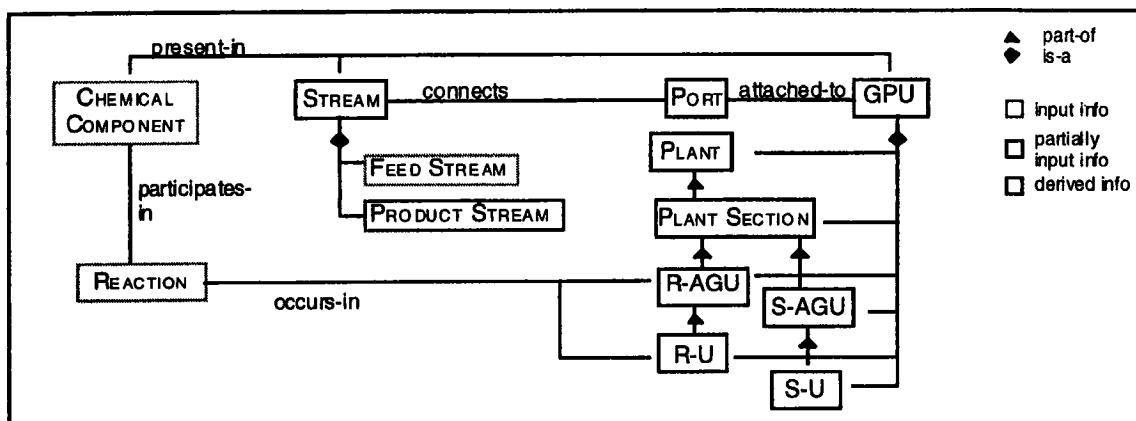 present-in
part-of
is-a
CHEMICAL
COMPONENT
STREAM
connects
PORT
attached-to
GPU
input info
partially
input info
derived info
PLANT
FEED STREAM
participates-
in
PRODUCT STREAM
PLANT SECTION
REACTION
occurs-in
R-AGU
S-AGU
R-U
S-U